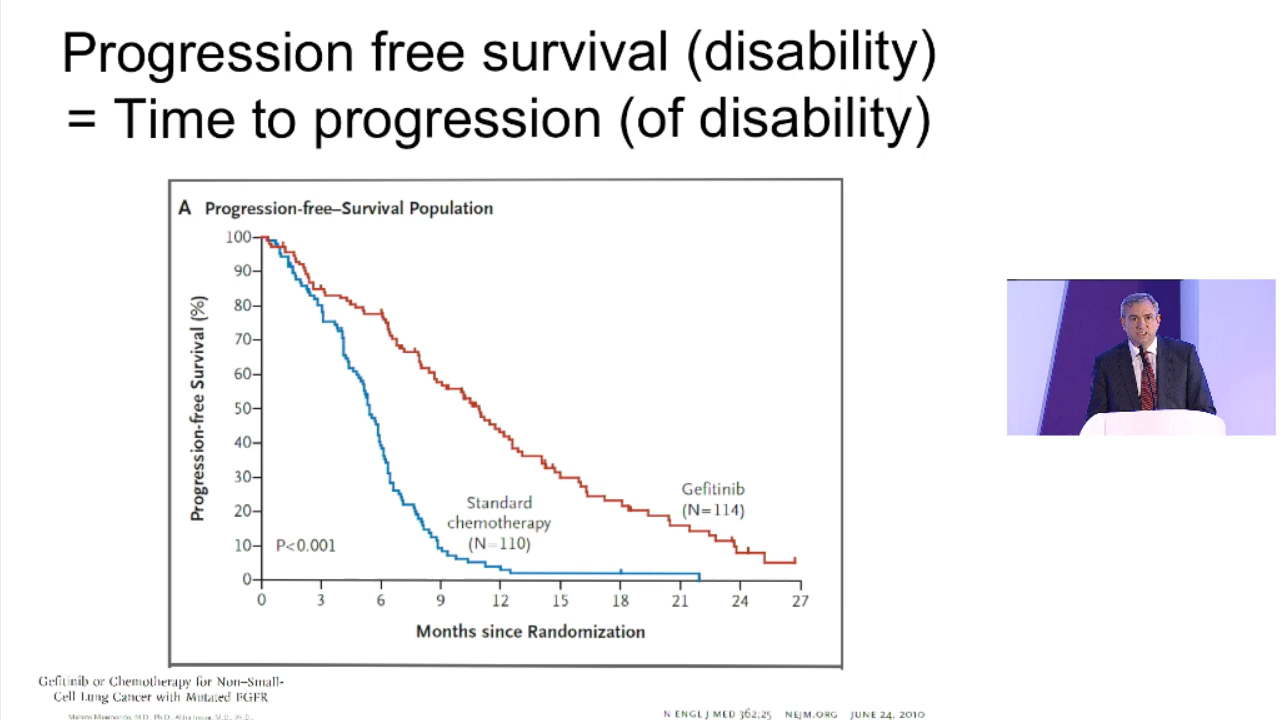 Progression free survival (disability)
= Time to progression (of disability)
A Progression-free–Survival Population
Progression-free Survival (%)
100
90
80
70
60
50
40
30
20
10
0
P<0.001
Standard
chemotherapy
(N=110)
Gefitinib
(N=114)
0 3 6 9 12 15 18 21 24 27
Months since Randomization
Gefitinib or Chemotherapy for Non–Small-
Cell Lung Cancer with Mutated EGFR
N ENGL J MED 362;25 NEJM.ORG JUNE 24, 2010